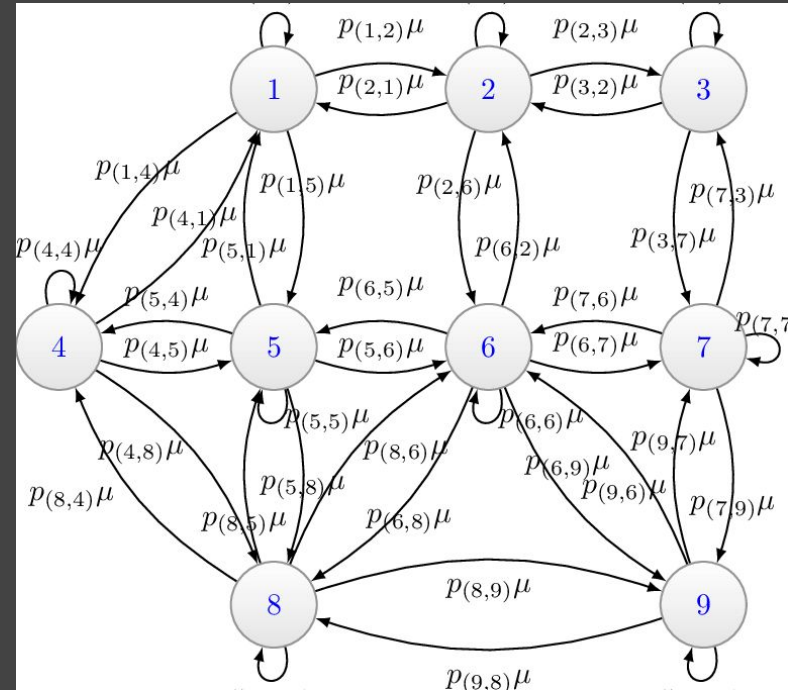 p(1,2)μ
p(2,3)μ
1
p(2,1)μ
2
p(3,2)μ
3
p(1,4)μ
p(1,5)μ
p(2,6)μ
p(7,3)μ
p(4,1)μ
p(4,4)μ
p(5,1)μ
p(6,2)μ
p(3,7)μ
p(5,4)μ
p(6,5)μ
p(7,6)μ
p(7,7
4
p(4,5)μ
5
p(5,6)μ
6
p(6,7)μ
7
p(5,5)μ
p(6,6)μ
p(4,8)μ
p(8,6)μ
p(9,7)μ
p(6,9)μ
p(8,4)μ
p(5,8)μ
p(9,6)μ
p(8,5)μ
p(6,8)μ
p(7,9)μ
8
p(8,9)μ
9
p(9,8)μ